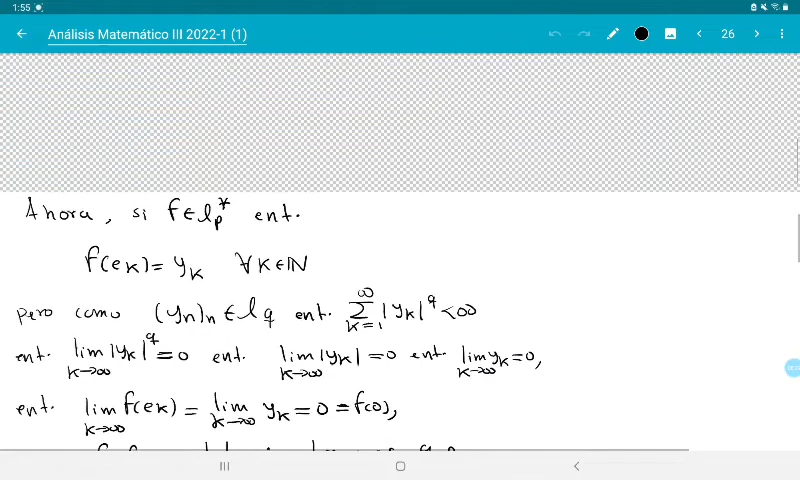 1:55
Análisis Matemático III 2022-1 (1)
26
Ahora, si f∈l_p^* ent.
f(e_k) = y_k ∀k∈ℕ
pero como (y_n)_n ∈ l_q ent. ∑_{k=1}^∞ |y_k|^q < ∞
ent. lim_{k→∞} |y_k|^q = 0 ent. lim_{k→∞} |y_k| = 0 ent. lim_{k→∞} y_k = 0,
ent. lim_{k→∞} f(e_k) = lim_{k→∞} y_k = 0 = f(0),